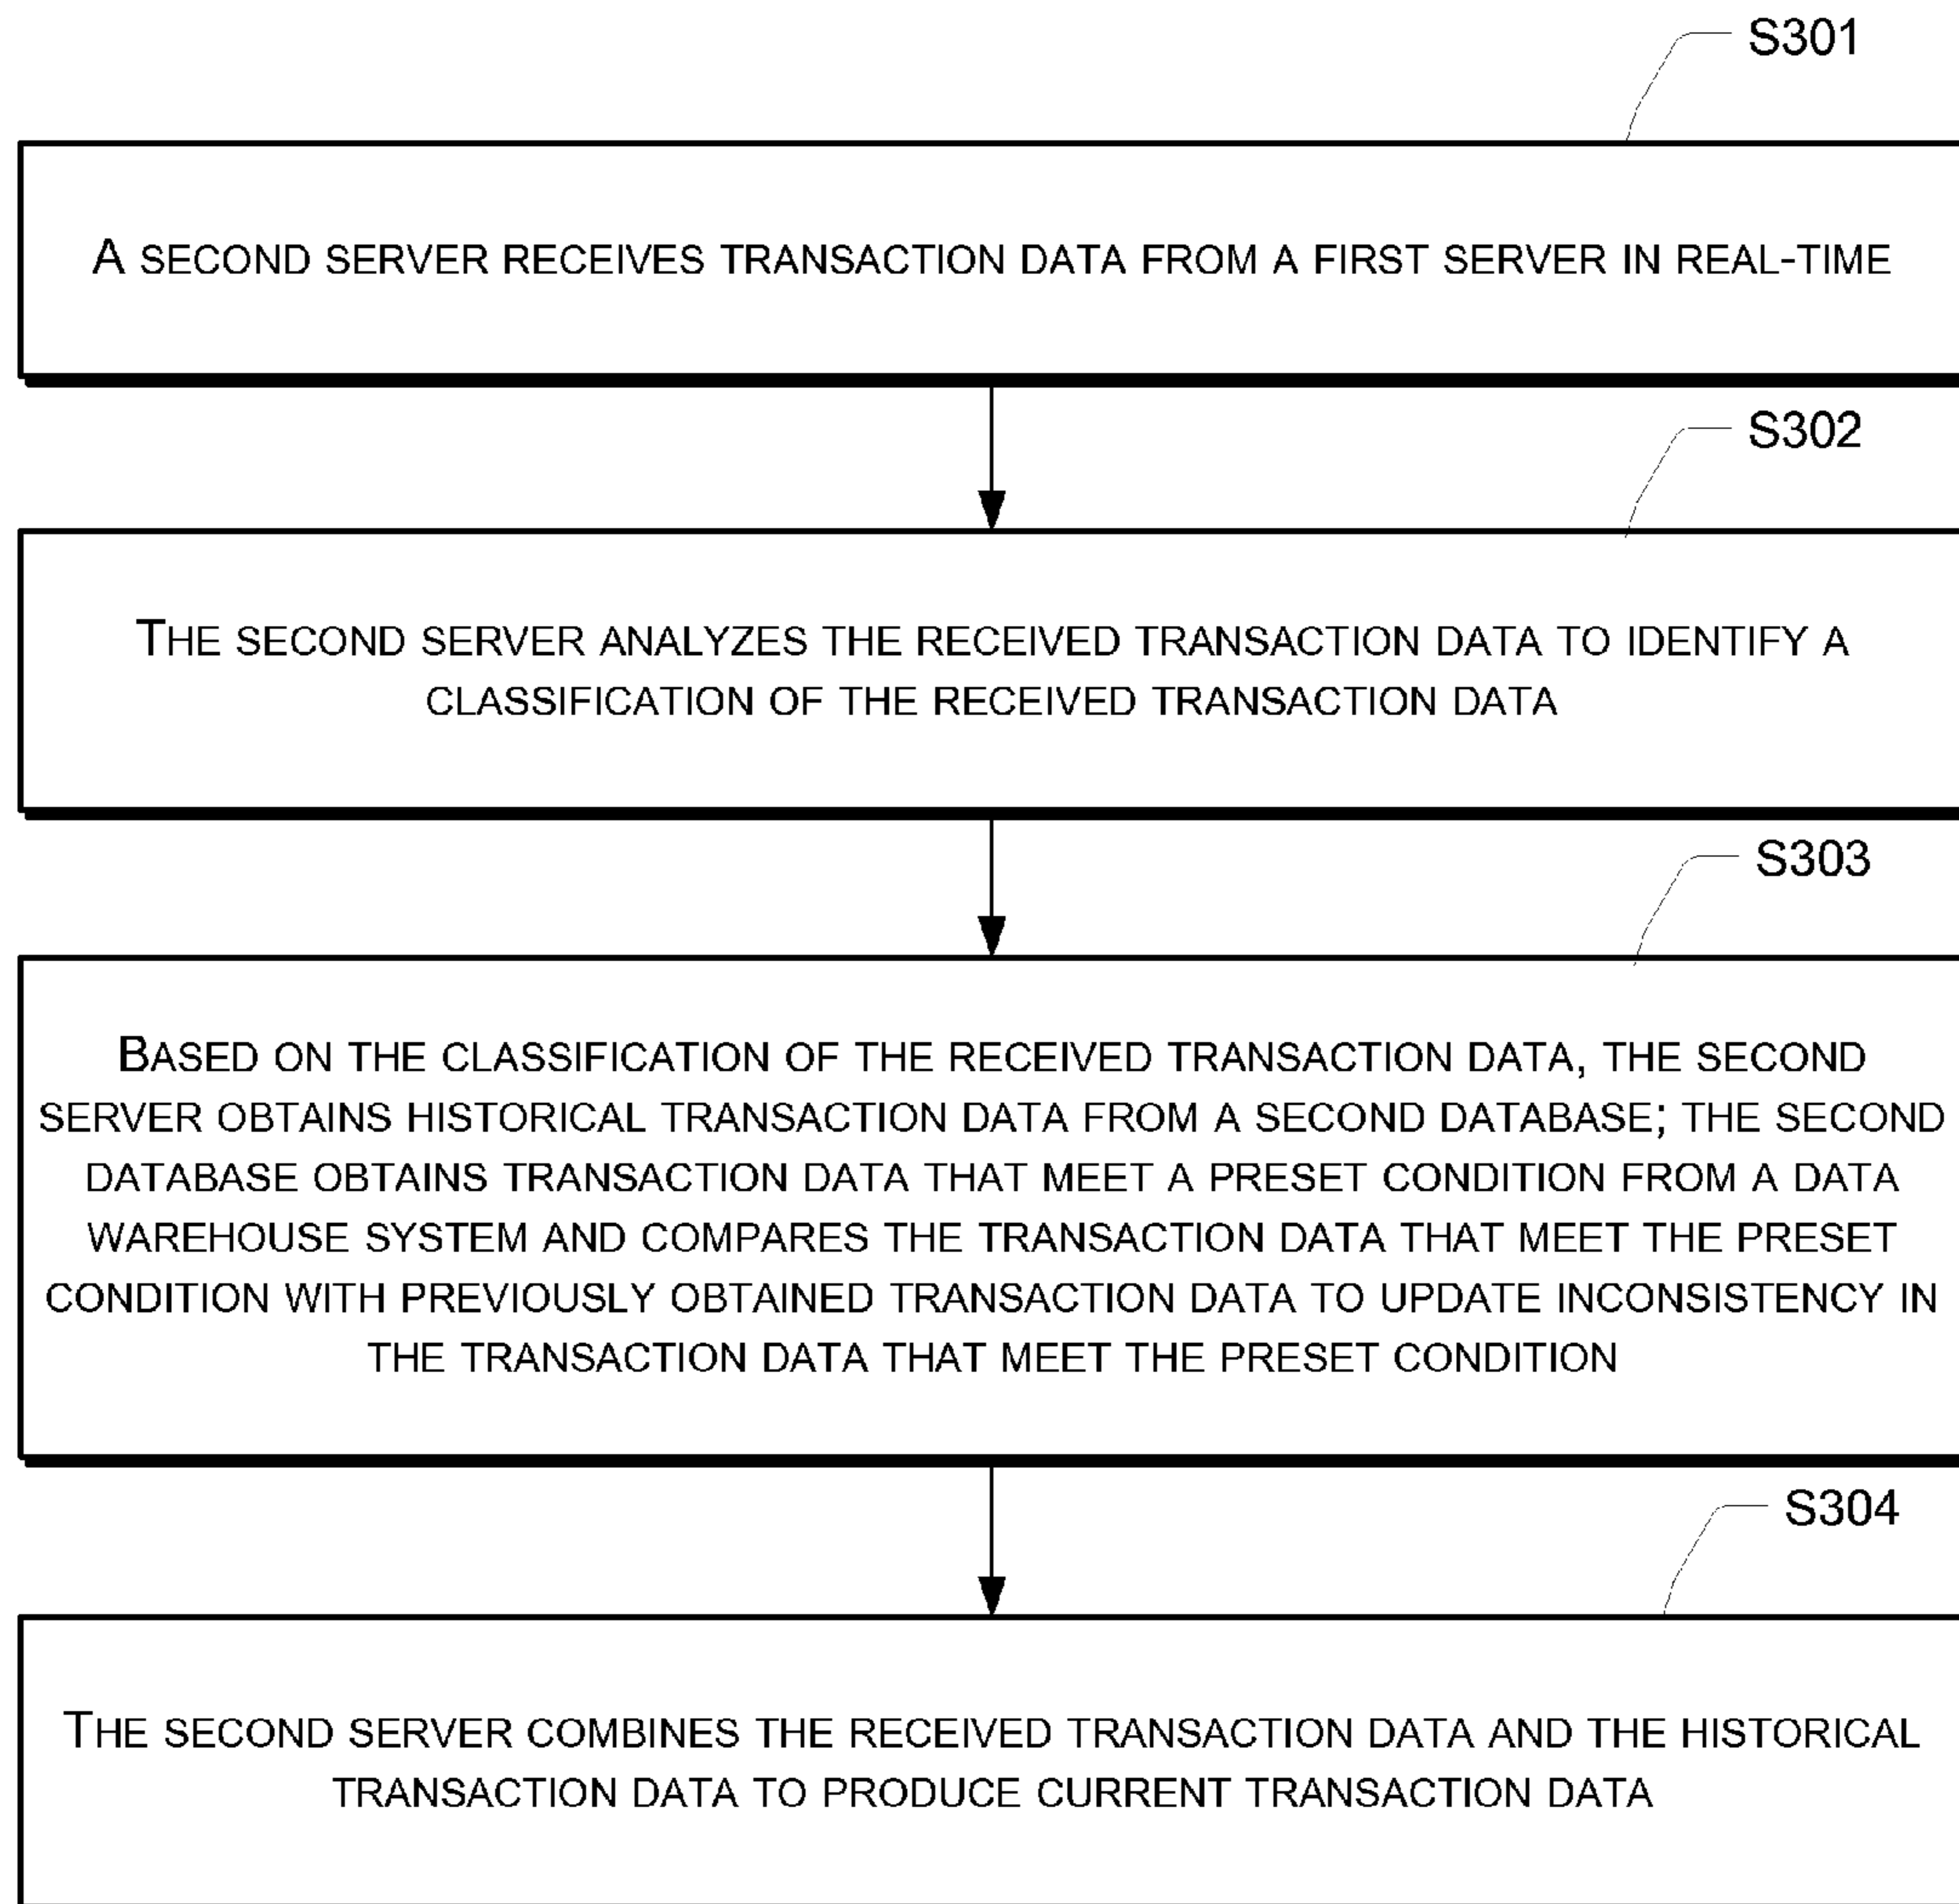 S301
A SECOND SERVER RECEIVES TRANSACTION DATA FROM A FIRST SERVER IN REAL-TIME
S302
THE SECOND SERVER ANALYZES THE RECEIVED TRANSACTION DATA TO IDENTIFY A
CLASSIFICATION OF THE RECEIVED TRANSACTION DATA
S303
BASED ON THE CLASSIFICATION OF THE RECEIVED TRANSACTION DATA, THE SECOND
SERVER OBTAINS HISTORICAL TRANSACTION DATA FROM A SECOND DATABASE; THE SECOND
DATABASE OBTAINS TRANSACTION DATA THAT MEET A PRESET CONDITION FROM A DATA
WAREHOUSE SYSTEM AND COMPARES THE TRANSACTION DATA THAT MEET THE PRESET
CONDITION WITH PREVIOUSLY OBTAINED TRANSACTION DATA TO UPDATE INCONSISTENCY IN
THE TRANSACTION DATA THAT MEET THE PRESET CONDITION
S304
THE SECOND SERVER COMBINES THE RECEIVED TRANSACTION DATA AND THE HISTORICAL
TRANSACTION DATA TO PRODUCE CURRENT TRANSACTION DATA